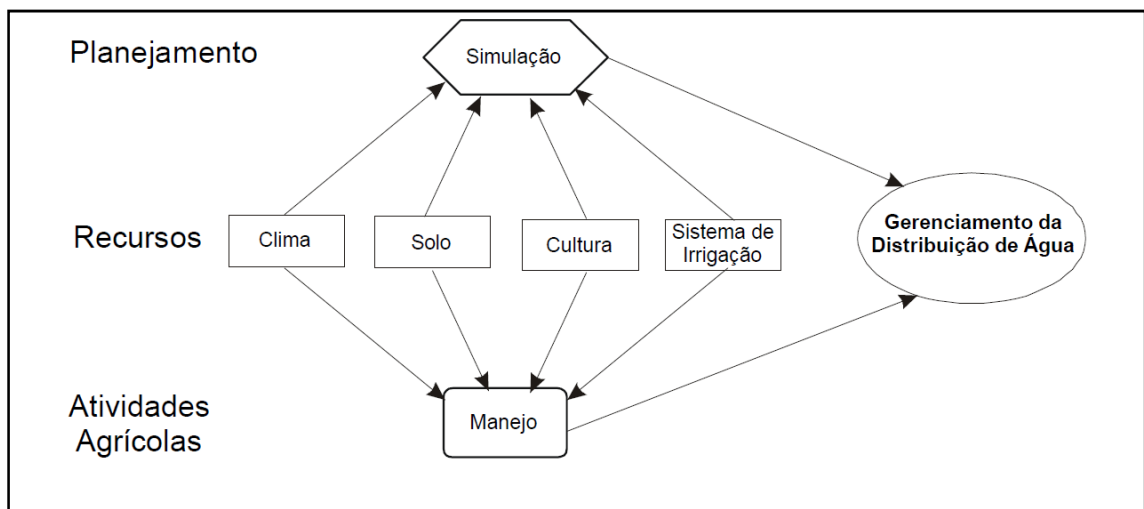 Planejamento
Simulação
Recursos
Clima
Solo
Cultura
Sistema de
Irrigação
Gerenciamento da
Distribuição de Água
Atividades
Agrícolas
Manejo